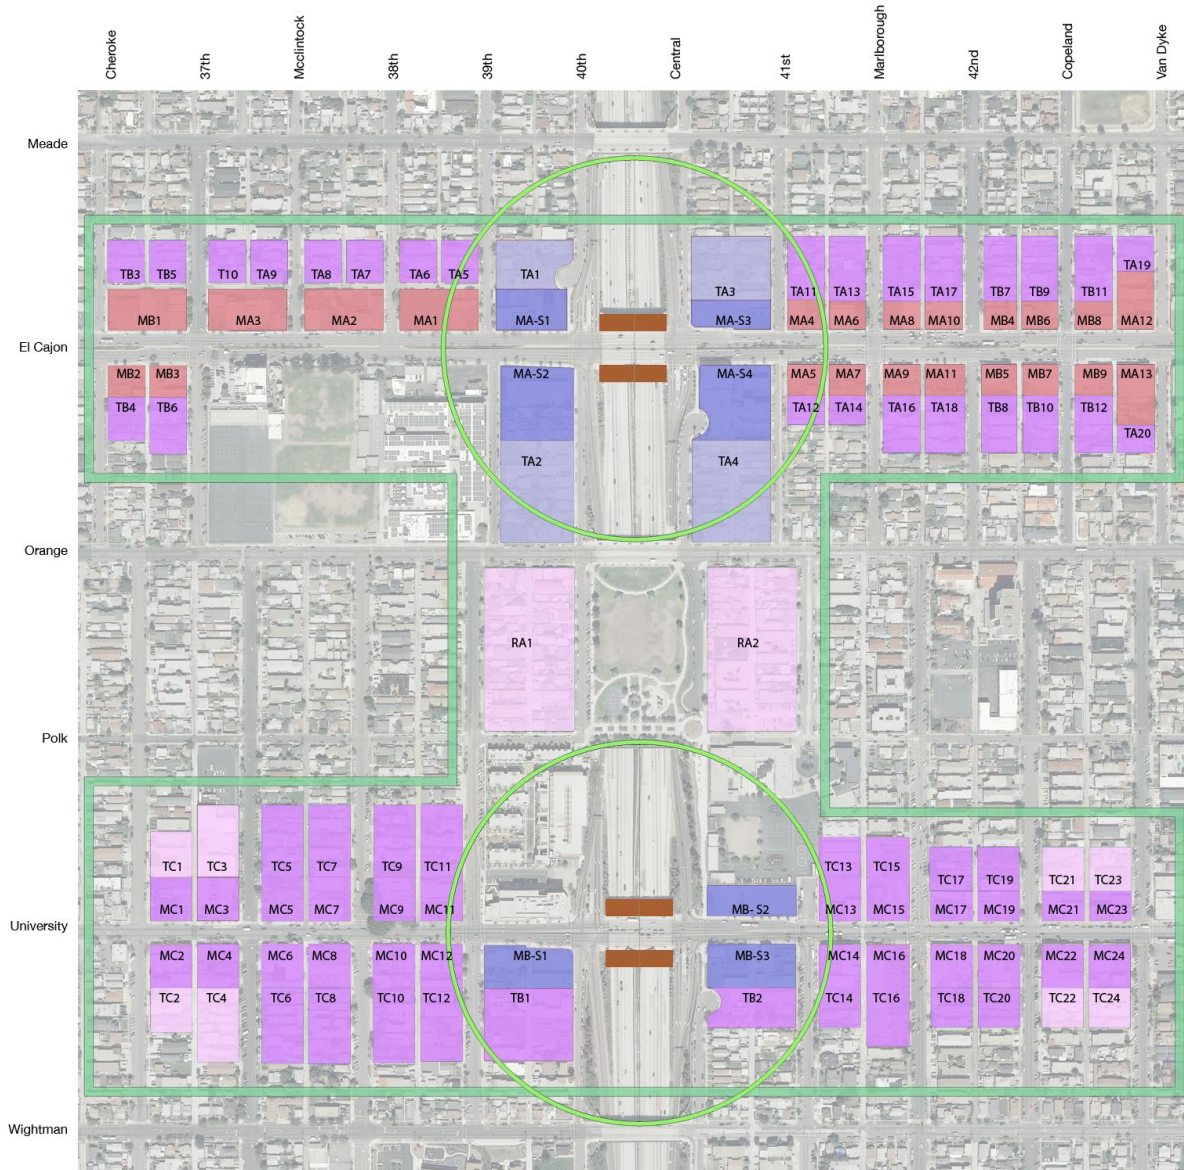 Cheroke
37th
Mcclintock
38th
39th
40th
Central
41st
Marlborough
42nd
Copeland
Van Dyke
Meade
TB3 TB5 T10 TA9 TA8 TA7 TA6 TA5 TA1 TA3 TA11 TA13 TA15 TA17 TB7 TB9 TB11 TA19
MB1 MA3 MA2 MA1 MA-S1 MA-S3 MA4 MA6 MA8 MA10 MB4 MB6 MB8 MA12
El Cajon
MB2 MB3 MA-S2 MA-S4 MA5 MA7 MA9 MA11 MB5 MB7 MB9 MA13
TB4 TB6 TA12 TA14 TA16 TA18 TB8 TB10 TB12 TA20
TA2 TA4
Orange
RA1 RA2
Polk
TC1 TC3 TC5 TC7 TC9 TC11 TC13 TC15 TC17 TC19 TC21 TC23
MC1 MC3 MC5 MC7 MC9 MC11 MB- S2 MC13 MC15 MC17 MC19 MC21 MC23
University
MC2 MC4 MC6 MC8 MC10 MC12 MB-S1 MB-S3 MC14 MC16 MC18 MC20 MC22 MC24
TC2 TC4 TC6 TC8 TC10 TC12 TB1 TB2 TC14 TC16 TC18 TC20 TC22 TC24
Wightman